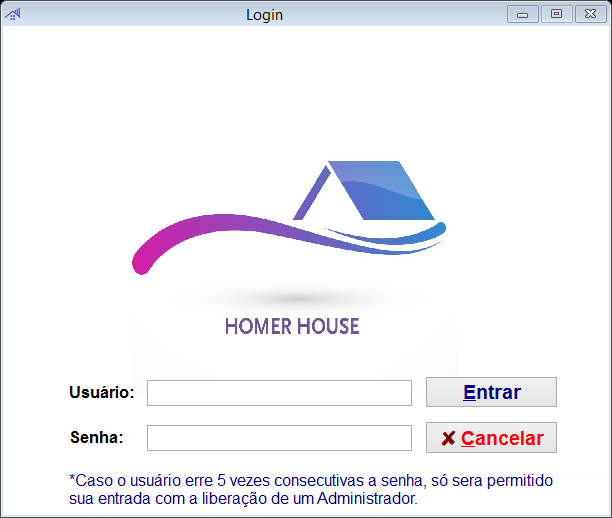 Login
HOMER HOUSE
Usuário:
Entrar
Senha:
Cancelar
*Caso o usuário erre 5 vezes consecutivas a senha, só sera permitido
sua entrada com a liberação de um Administrador.